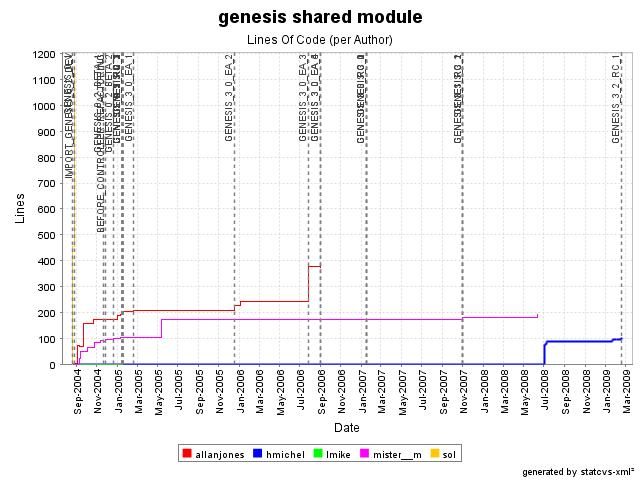 genesis shared module
Lines Of Code (per Author)
Lines
1200
1100
1000
900
800
700
600
500
400
300
200
100
0
BEFORE_CONTROLLER_REFACTORING
GENESIS_3_0_EA_1
GENESIS_3_0_EA_2
GENESIS_3_0_EA_3
GENESIS_3_2_RC_1
Sep-2004
Nov-2004
Jan-2005
Mar-2005
May-2005
Jul-2005
Sep-2005
Nov-2005
Jan-2006
Mar-2006
May-2006
Jul-2006
Sep-2006
Nov-2006
Jan-2007
Mar-2007
May-2007
Jul-2007
Sep-2007
Nov-2007
Jan-2008
Mar-2008
May-2008
Jul-2008
Sep-2008
Nov-2008
Jan-2009
Mar-2009
Date
allanjones hmichel lmike mister__m sol
generated by statcvs-xml²